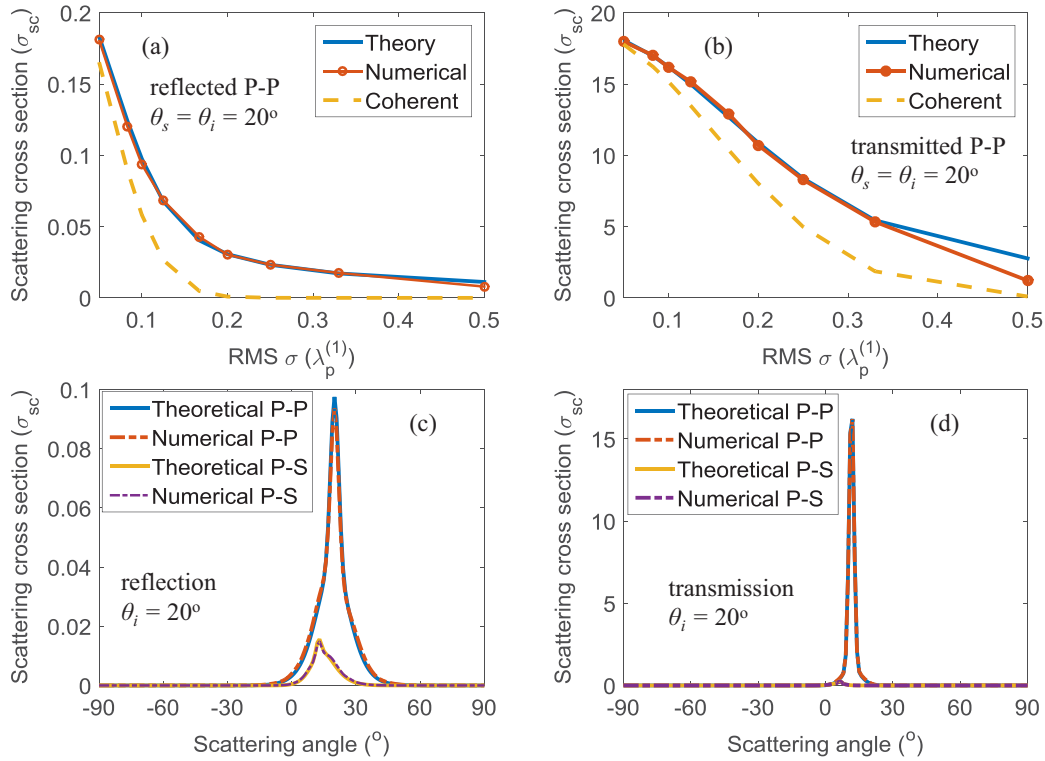 Scattering cross section (σsc)
0.2
0.15
0.1
0.05
0
(a)
reflected P-P
θs = θi = 20°
Theory
Numerical
Coherent
0.1
0.2
0.3
0.4
0.5
RMS σ (λp(1))
Scattering cross section (σsc)
20
15
10
5
0
(b)
Theory
Numerical
Coherent
transmitted P-P
θs = θi = 20°
0.1
0.2
0.3
0.4
0.5
RMS σ (λp(1))
Scattering cross section (σsc)
0.1
0.08
0.06
0.04
0.02
0
Theoretical P-P
Numerical P-P
Theoretical P-S
Numerical P-S
(c)
reflection
θi = 20°
-90
-60
-30
0
30
60
90
Scattering angle (°)
Scattering cross section (σsc)
15
10
5
0
Theoretical P-P
Numerical P-P
Theoretical P-S
Numerical P-S
(d)
transmission
θi = 20°
-90
-60
-30
0
30
60
90
Scattering angle (°)